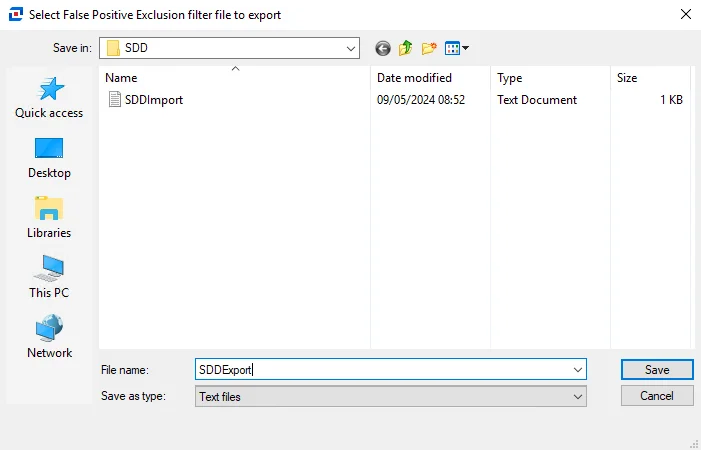 Select False Positive Exclusion filter file to export
Save in: SDD
Name Date modified Type Size
SDDImport 09/05/2024 08:52 Text Document 1 KB
Quick access
Desktop
Libraries
This PC
Network
File name: SDDExport Save
Save as type: Text files Cancel